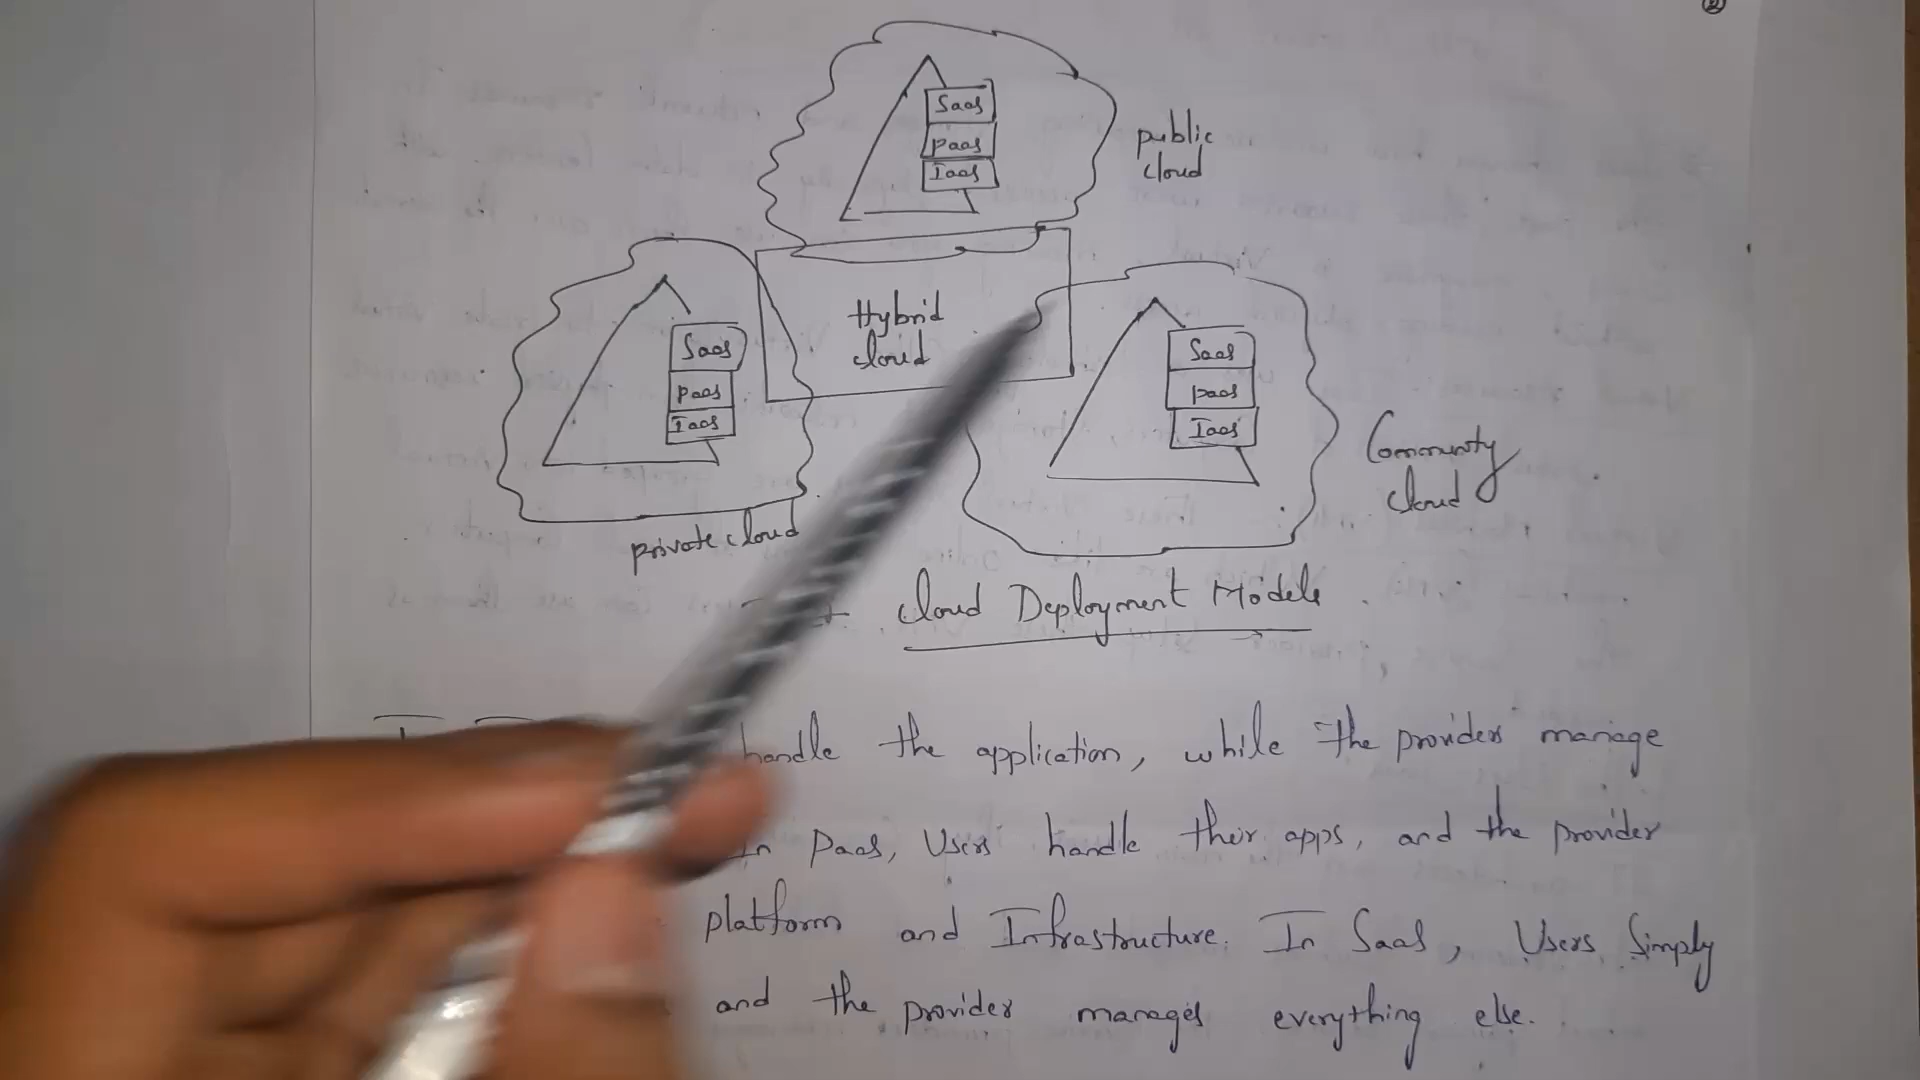 ②
Saas
Paas
Iaas
public
cloud
Hybrid
cloud
Saas
Paas
Iaas
private cloud
Saas
Paas
Iaas
Community
cloud
Cloud Deployment Models
handle the application, while the providers manage
In Paas, Users handle their apps, and the provider
platform and Infrastructure. In Saas, Users Simply
and the provider manages everything else.